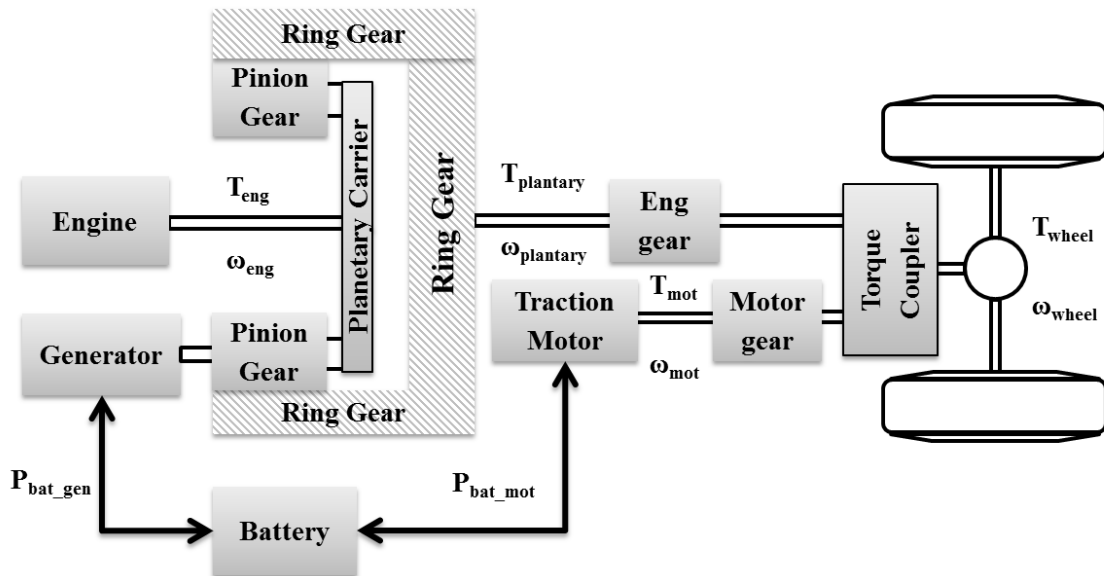 Ring Gear
Pinion
Gear
Planetary Carrier
Ring Gear
T_eng
Engine
ω_eng
T_plantary
Eng
gear
ω_plantary
T_mot
Traction
Motor
Motor
gear
ω_mot
Torque
Coupler
T_wheel
ω_wheel
Generator
Pinion
Gear
Ring Gear
P_bat_gen
P_bat_mot
Battery